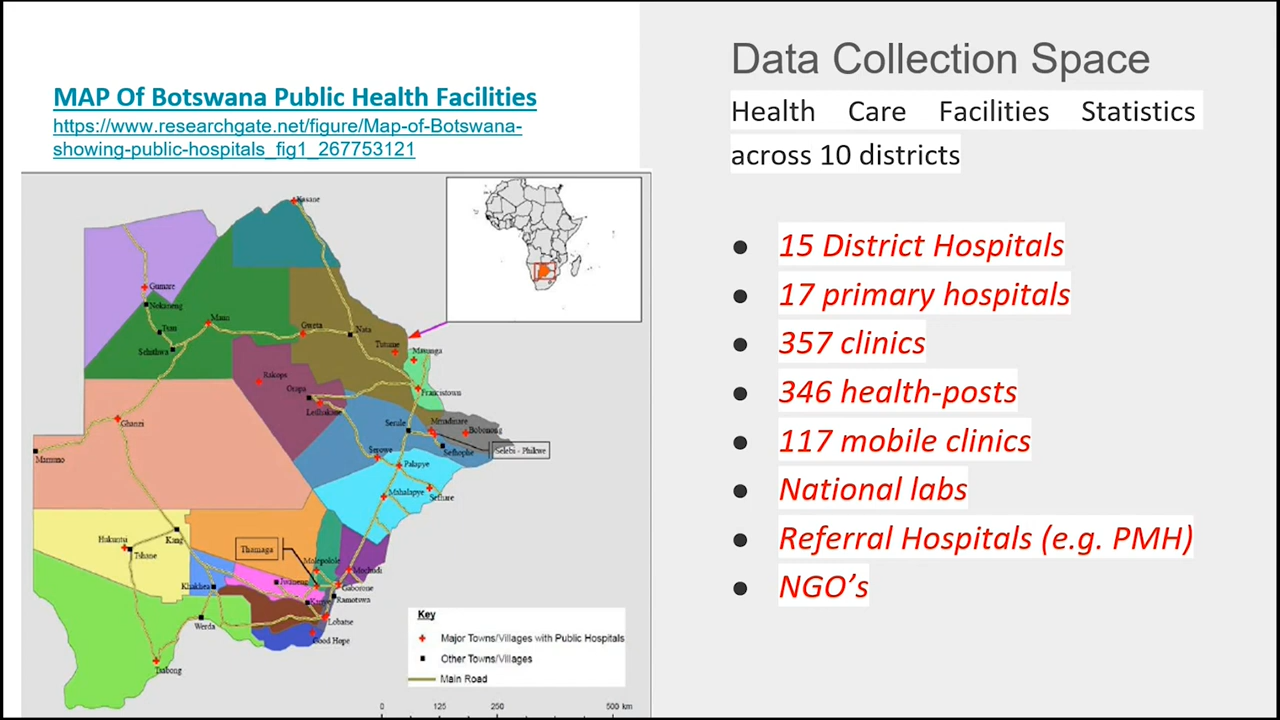 MAP Of Botswana Public Health Facilities
https://www.researchgate.net/figure/Map-of-Botswana-
showing-public-hospitals_fig1_267753121
Kasane
Gumare
Nokaneng
Tsau
Maun
Sehithwa
Gweta
Nata
Tutume
Masunga
Rakops
Orapa
Letlhakane
Francistown
Ghanzi
Mamuno
Serule
Mmadinare
Bobonong
Sefhophe
Selebi - Phikwe
Serowe
Palapye
Mahalapye
Sefhare
Hukuntsi
Tshane
Kang
Thamaga
Molepolole
Mochudi
Khakhea
Jwaneng
Gaborone
Kanye
Ramotswa
Werda
Lobatse
Good Hope
Tsabong
Key
Major Towns/Villages with Public Hospitals
Other Towns/Villages
Main Road
0 125 250 500 km
Data Collection Space
Health Care Facilities Statistics
across 10 districts
● 15 District Hospitals
● 17 primary hospitals
● 357 clinics
● 346 health-posts
● 117 mobile clinics
● National labs
● Referral Hospitals (e.g. PMH)
● NGO’s